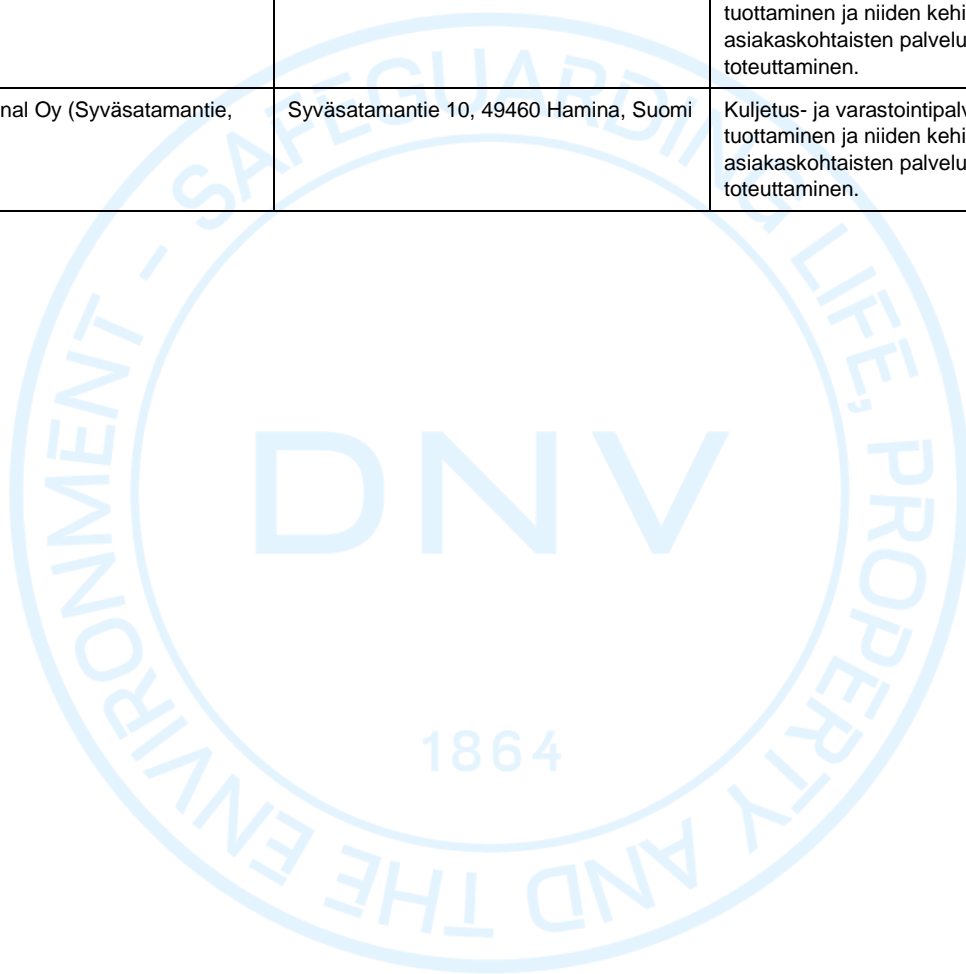 tuottaminen ja niiden kehi
asiakaskohtaisten palvelu
toteuttaminen.
nal Oy (Syväsatamantie,
Syväsatamantie 10, 49460 Hamina, Suomi
Kuljetus- ja varastointipalv
tuottaminen ja niiden kehi
asiakaskohtaisten palvelu
toteuttaminen.
SAFEGUARDING LIFE, PROPERTY AND THE ENVIRONMENT -
DNV
1864